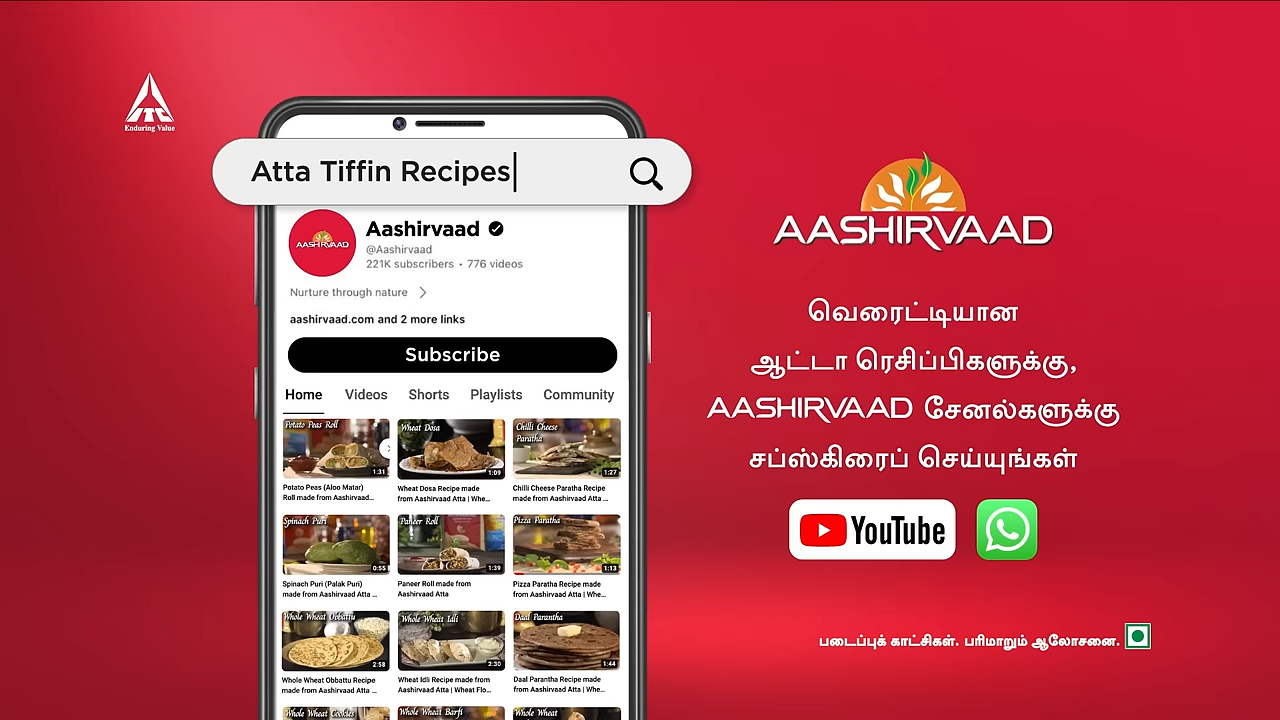 ITC
Enduring Value
Atta Tiffin Recipes
AASHIRVAAD
Aashirvaad
@Aashirvaad
221K subscribers • 776 videos
Nurture through nature
aashirvaad.com and 2 more links
Subscribe
Home Videos Shorts Playlists Community
Potato Peas Roll
1:31
Potato Peas (Aloo Matar)
Roll made from Aashirvaad...
Wheat Dosa
1:09
Wheat Dosa Recipe made
from Aashirvaad Atta | Whe...
Chilli Cheese
Paratha
1:27
Chilli Cheese Paratha Recipe
made from Aashirvaad Atta ...
Spinach Puri
0:55
Spinach Puri (Palak Puri)
made from Aashirvaad Atta ...
Paneer Roll
1:39
Paneer Roll made from
Aashirvaad Atta
Pizza Paratha
1:13
Pizza Paratha Recipe made
from Aashirvaad Atta | Whe...
Whole Wheat Obbattu
2:58
Whole Wheat Obbattu Recipe
made from Aashirvaad Atta ...
Whole Wheat Idli
2:30
Wheat Idli Recipe made from
Aashirvaad Atta | Wheat Flo...
Daal Parantha
1:44
Daal Parantha Recipe made
from Aashirvaad Atta | Whe...
Whole Wheat Cookies
Whole Wheat Barfi
Whole Wheat
AASHIRVAAD
வெரைட்டியான
ஆட்டா ரெசிப்பிகளுக்கு,
AASHIRVAAD சேனல்களுக்கு
சப்ஸ்கிரைப் செய்யுங்கள்
YouTube
படைப்புக் காட்சிகள். பரிமாறும் ஆலோசனை.